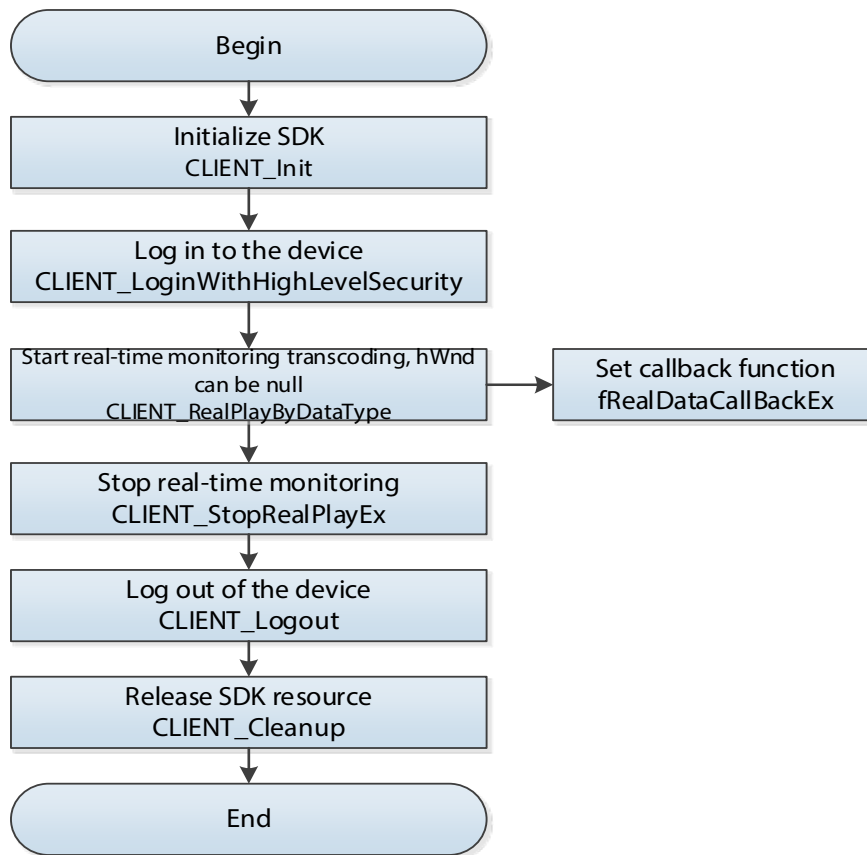 Begin
Initialize SDK
CLIENT_Init
Log in to the device
CLIENT_LoginWithHighLevelSecurity
Start real-time monitoring transcoding, hWnd
can be null
CLIENT_RealPlayByDataType
Set callback function
fRealDataCallBackEx
Stop real-time monitoring
CLIENT_StopRealPlayEx
Log out of the device
CLIENT_Logout
Release SDK resource
CLIENT_Cleanup
End